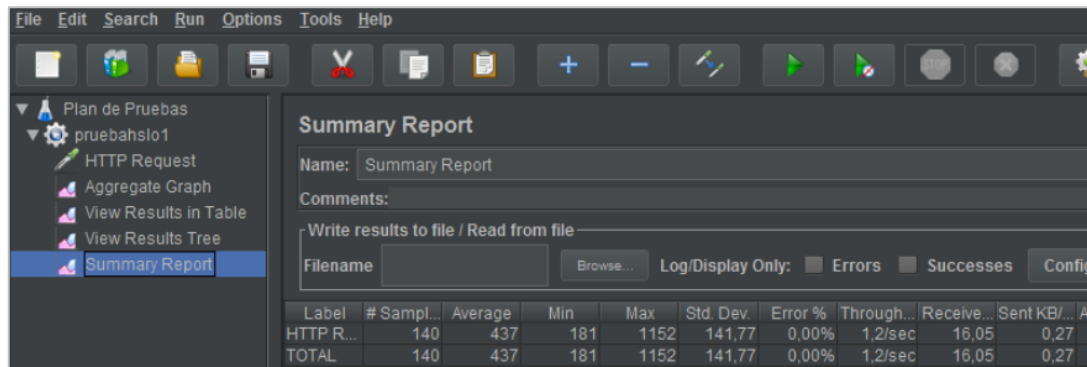 File Edit Search Run Options Tools Help
STOP
Plan de Pruebas
pruebahslo1
HTTP Request
Aggregate Graph
View Results in Table
View Results Tree
Summary Report
Summary Report
Name: Summary Report
Comments:
Write results to file / Read from file
Filename Browse... Log/Display Only: Errors Successes Config
Label # Sampl... Average Min Max Std. Dev. Error % Through... Receive... Sent KB/... A
HTTP R... 140 437 181 1152 141,77 0,00% 1,2/sec 16,05 0,27
TOTAL 140 437 181 1152 141,77 0,00% 1,2/sec 16,05 0,27